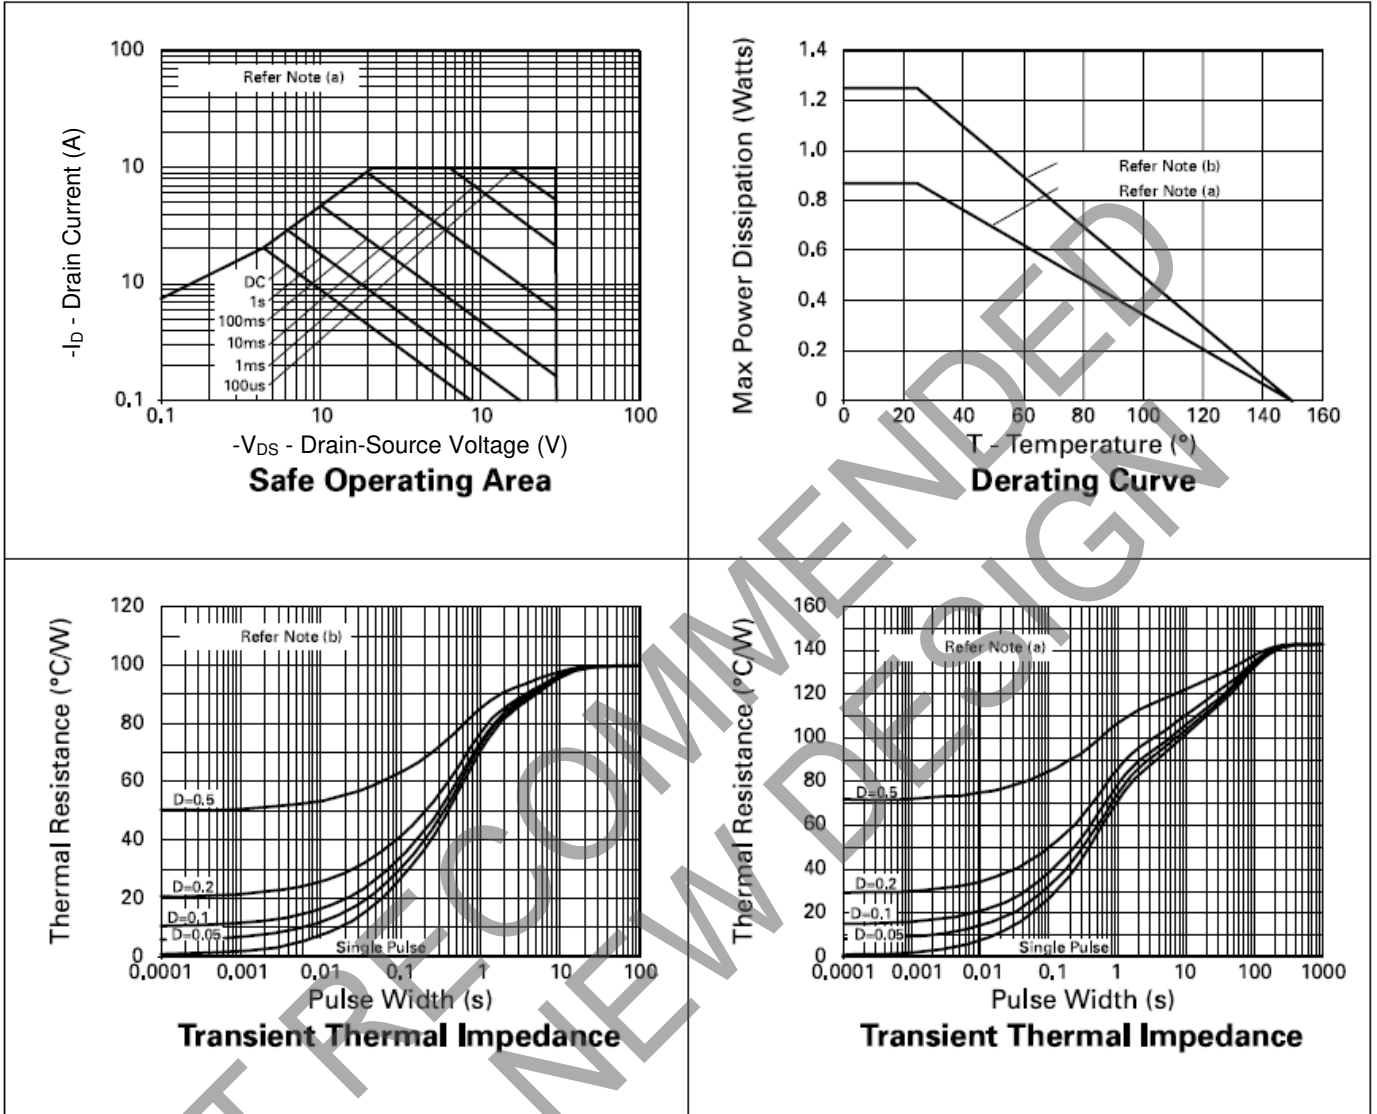 100
Refer Note (a)
10
10
0.1
DC
1s
100ms
10ms
1ms
100us
0.1
10
10
100
-ID - Drain Current (A)
-VDS - Drain-Source Voltage (V)
Safe Operating Area
1.4
1.2
1.0
0.8
0.6
0.4
0.2
0
Refer Note (b)
Refer Note (a)
0
20
40
60
80
100
120
140
160
Max Power Dissipation (Watts)
T - Temperature (°)
Derating Curve
120
100
80
60
40
20
0
Refer Note (b)
D=0.5
D=0.2
D=0.1
D=0.05
Single Pulse
0.0001
0.001
0.01
0.1
1
10
100
Thermal Resistance (°C/W)
Pulse Width (s)
Transient Thermal Impedance
160
140
120
100
80
60
40
20
0
Refer Note (a)
D=0.5
D=0.2
D=0.1
D=0.05
Single Pulse
0.0001
0.001
0.01
0.1
1
10
100
1000
Thermal Resistance (°C/W)
Pulse Width (s)
Transient Thermal Impedance
T RECOMMENDED
NEW DESIGN